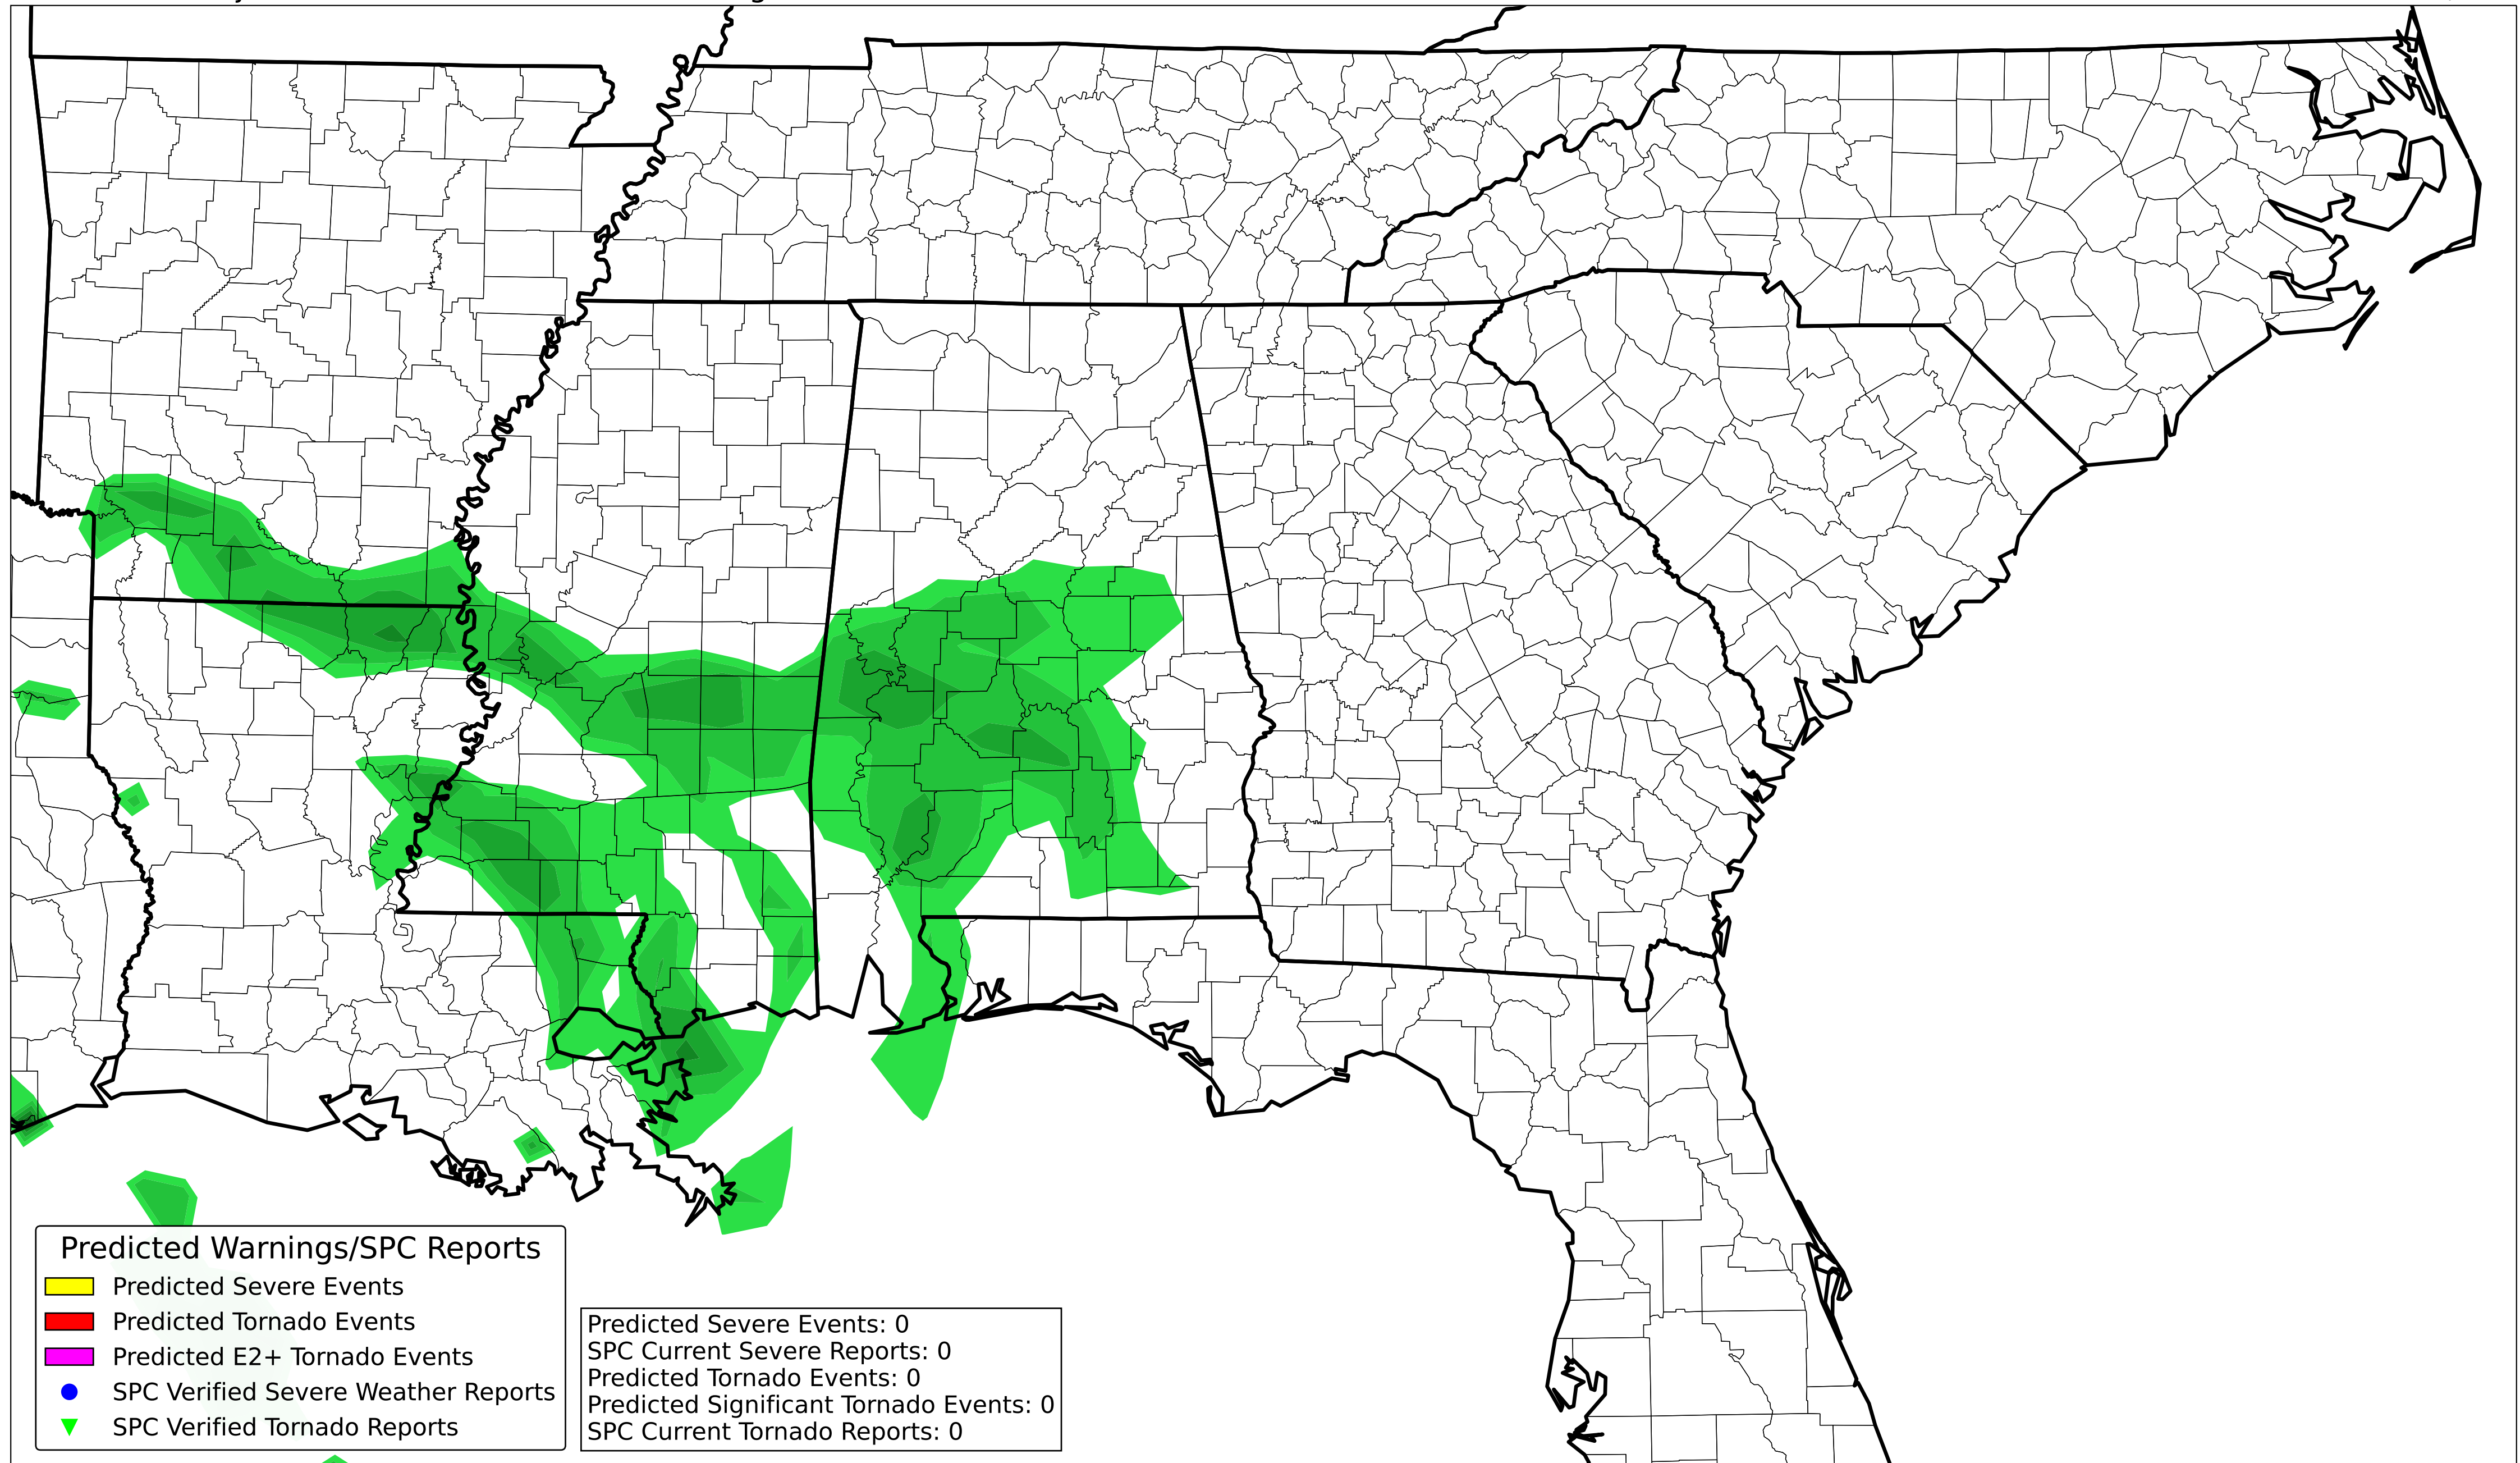 Predicted Warnings/SPC Reports
Predicted Severe Events
Predicted Tornado Events
Predicted E2+ Tornado Events
SPC Verified Severe Weather Reports
SPC Verified Tornado Reports
Predicted Severe Events: 0
SPC Current Severe Reports: 0
Predicted Tornado Events: 0
Predicted Significant Tornado Events: 0
SPC Current Tornado Reports: 0